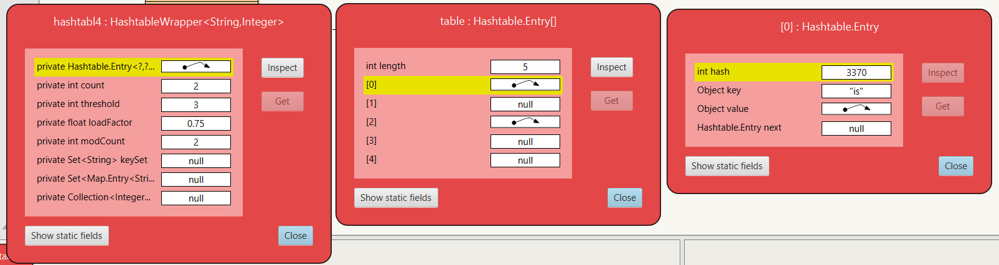 hashtabl4 : HashtableWrapper<String,Integer>
private Hashtable.Entry<?,?...
private int count 2
private int threshold 3
private float loadFactor 0.75
private int modCount 2
private Set<String> keySet null
private Set<Map.Entry<Stri... null
private Collection<Integer... null
Inspect
Get
Show static fields
Close
table : Hashtable.Entry[]
int length 5
[0]
[1] null
[2]
[3] null
[4] null
Inspect
Get
Show static fields
Close
[0] : Hashtable.Entry
int hash 3370
Object key "is"
Object value
Hashtable.Entry next null
Inspect
Get
Show static fields
Close